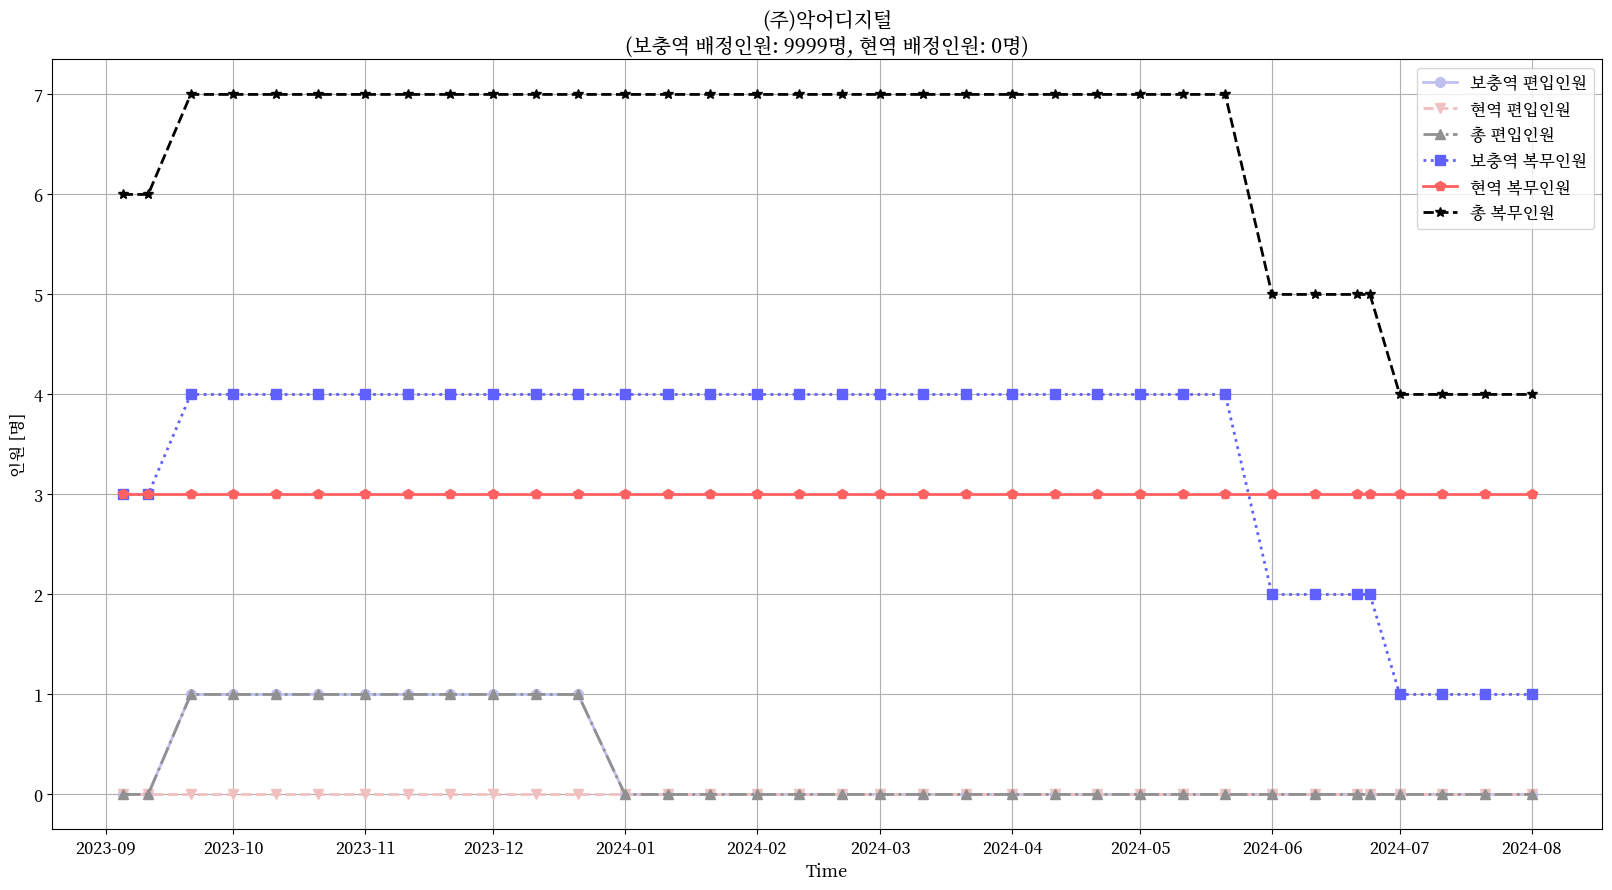 (주)악어디지털
(보충역 배정인원: 9999명, 현역 배정인원: 0명)
보충역 편입인원
현역 편입인원
총 편입인원
보충역 복무인원
현역 복무인원
총 복무인원
인원 [명]
7
6
5
4
3
2
1
0
2023-09 2023-10 2023-11 2023-12 2024-01 2024-02 2024-03 2024-04 2024-05 2024-06 2024-07 2024-08
Time